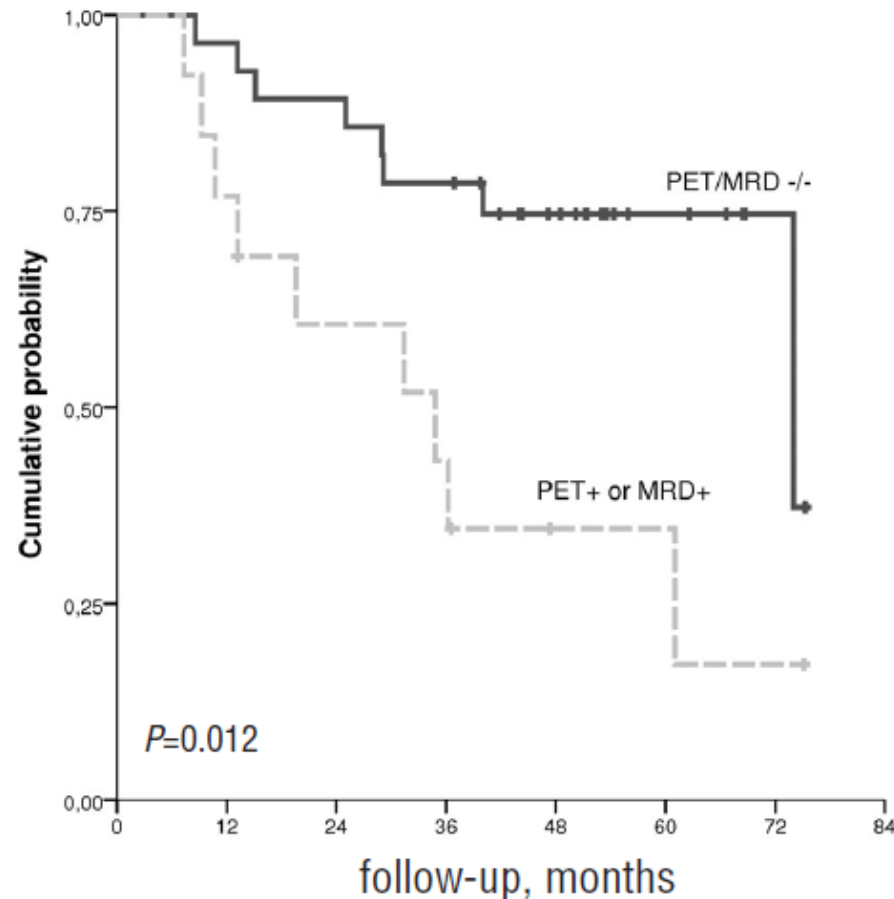 1,00
0,75
0,50
0,25
0,00
Cumulative probability
PET/MRD -/-
PET+ or MRD+
P=0.012
0 12 24 36 48 60 72 84
follow-up, months